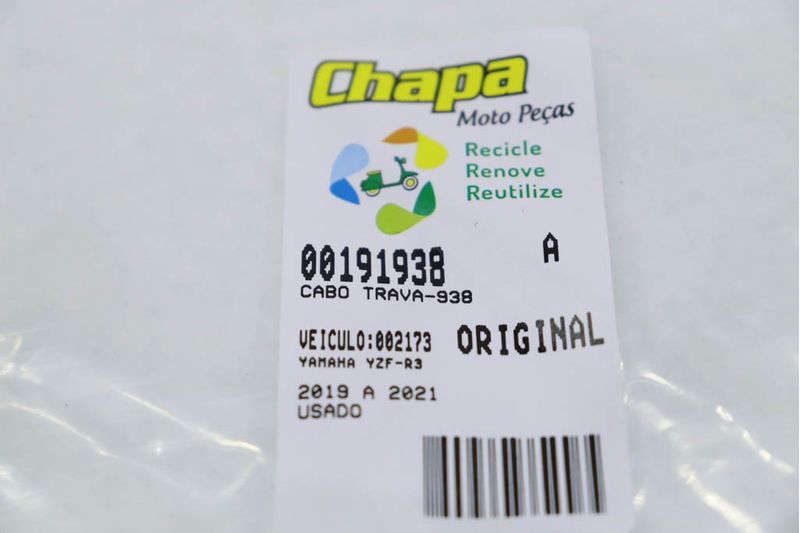 Chapa
Moto Peças
Recicle
Renove
Reutilize
00191938 A
CABO TRAVA-938
VEICULO:002173 ORIGINAL
YAMAHA YZF-R3
2019 A 2021
USADO